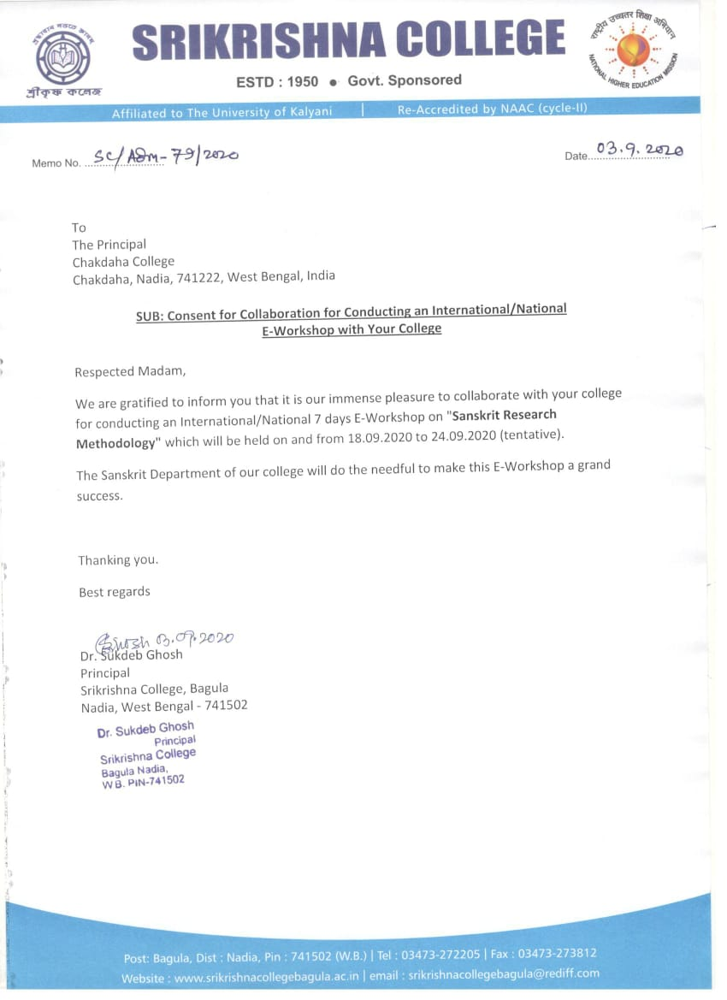 SRIKRISHNA COLLEGE
ESTD : 1950 ● Govt. Sponsored
শ্রীকৃষ্ণ কলেজ
राष्ट्रीय उच्चतर शिक्षा अभियान
NATIONAL HIGHER EDUCATION MISSION
Affiliated to The University of Kalyani | Re-Accredited by NAAC (cycle-II)
Memo No. SC/ADM-79/2020
Date 03.9.2020
To
The Principal
Chakdaha College
Chakdaha, Nadia, 741222, West Bengal, India
SUB: Consent for Collaboration for Conducting an International/National
E-Workshop with Your College
Respected Madam,
We are gratified to inform you that it is our immense pleasure to collaborate with your college
for conducting an International/National 7 days E-Workshop on "Sanskrit Research
Methodology" which will be held on and from 18.09.2020 to 24.09.2020 (tentative).
The Sanskrit Department of our college will do the needful to make this E-Workshop a grand
success.
Thanking you.
Best regards
Ghosh 03.09.2020
Dr. Sukdeb Ghosh
Principal
Srikrishna College, Bagula
Nadia, West Bengal - 741502
Dr. Sukdeb Ghosh
Principal
Srikrishna College
Bagula Nadia,
W B. PIN-741502
Post: Bagula, Dist : Nadia, Pin : 741502 (W.B.) | Tel : 03473-272205 | Fax : 03473-273812
Website : www.srikrishnacollegebagula.ac.in | email : srikrishnacollegebagula@rediff.com